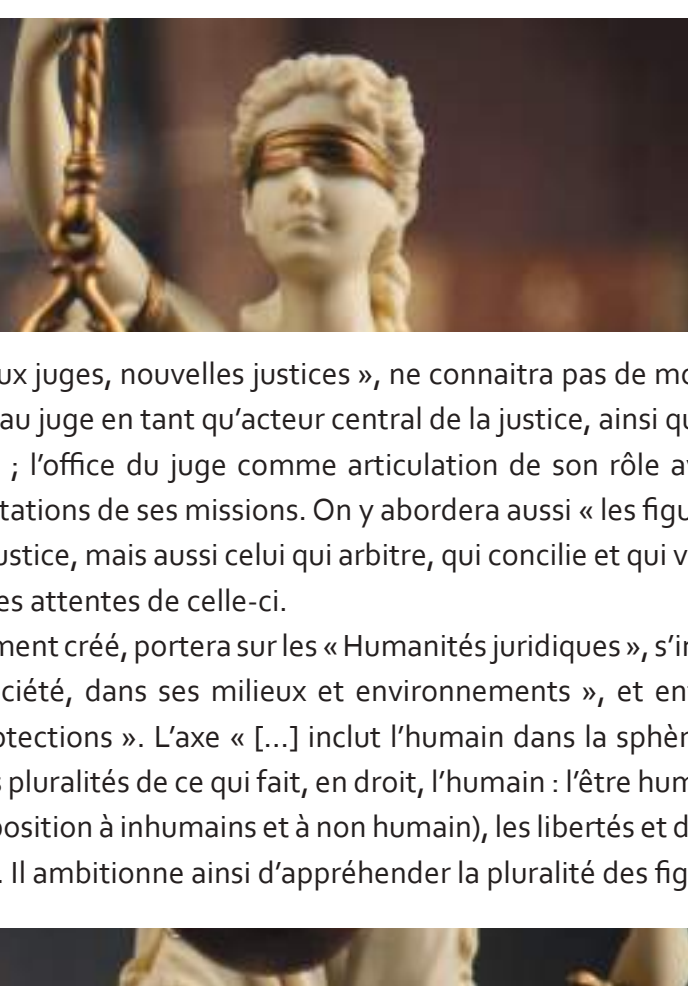 ux juges, nouvelles justices », ne connaitra pas de mo
au juge en tant qu’acteur central de la justice, ainsi qu
; l’office du juge comme articulation de son rôle av
tations de ses missions. On y abordera aussi « les figu
ustice, mais aussi celui qui arbitre, qui concilie et qui v
es attentes de celle-ci.
ment créé, portera sur les « Humanités juridiques », s’in
ciété, dans ses milieux et environnements », et en
otections ». L’axe « [...] inclut l’humain dans la sphèr
s pluralités de ce qui fait, en droit, l’humain : l’être hum
position à inhumains et à non humain), les libertés et d
. Il ambitionne ainsi d’appréhender la pluralité des fig